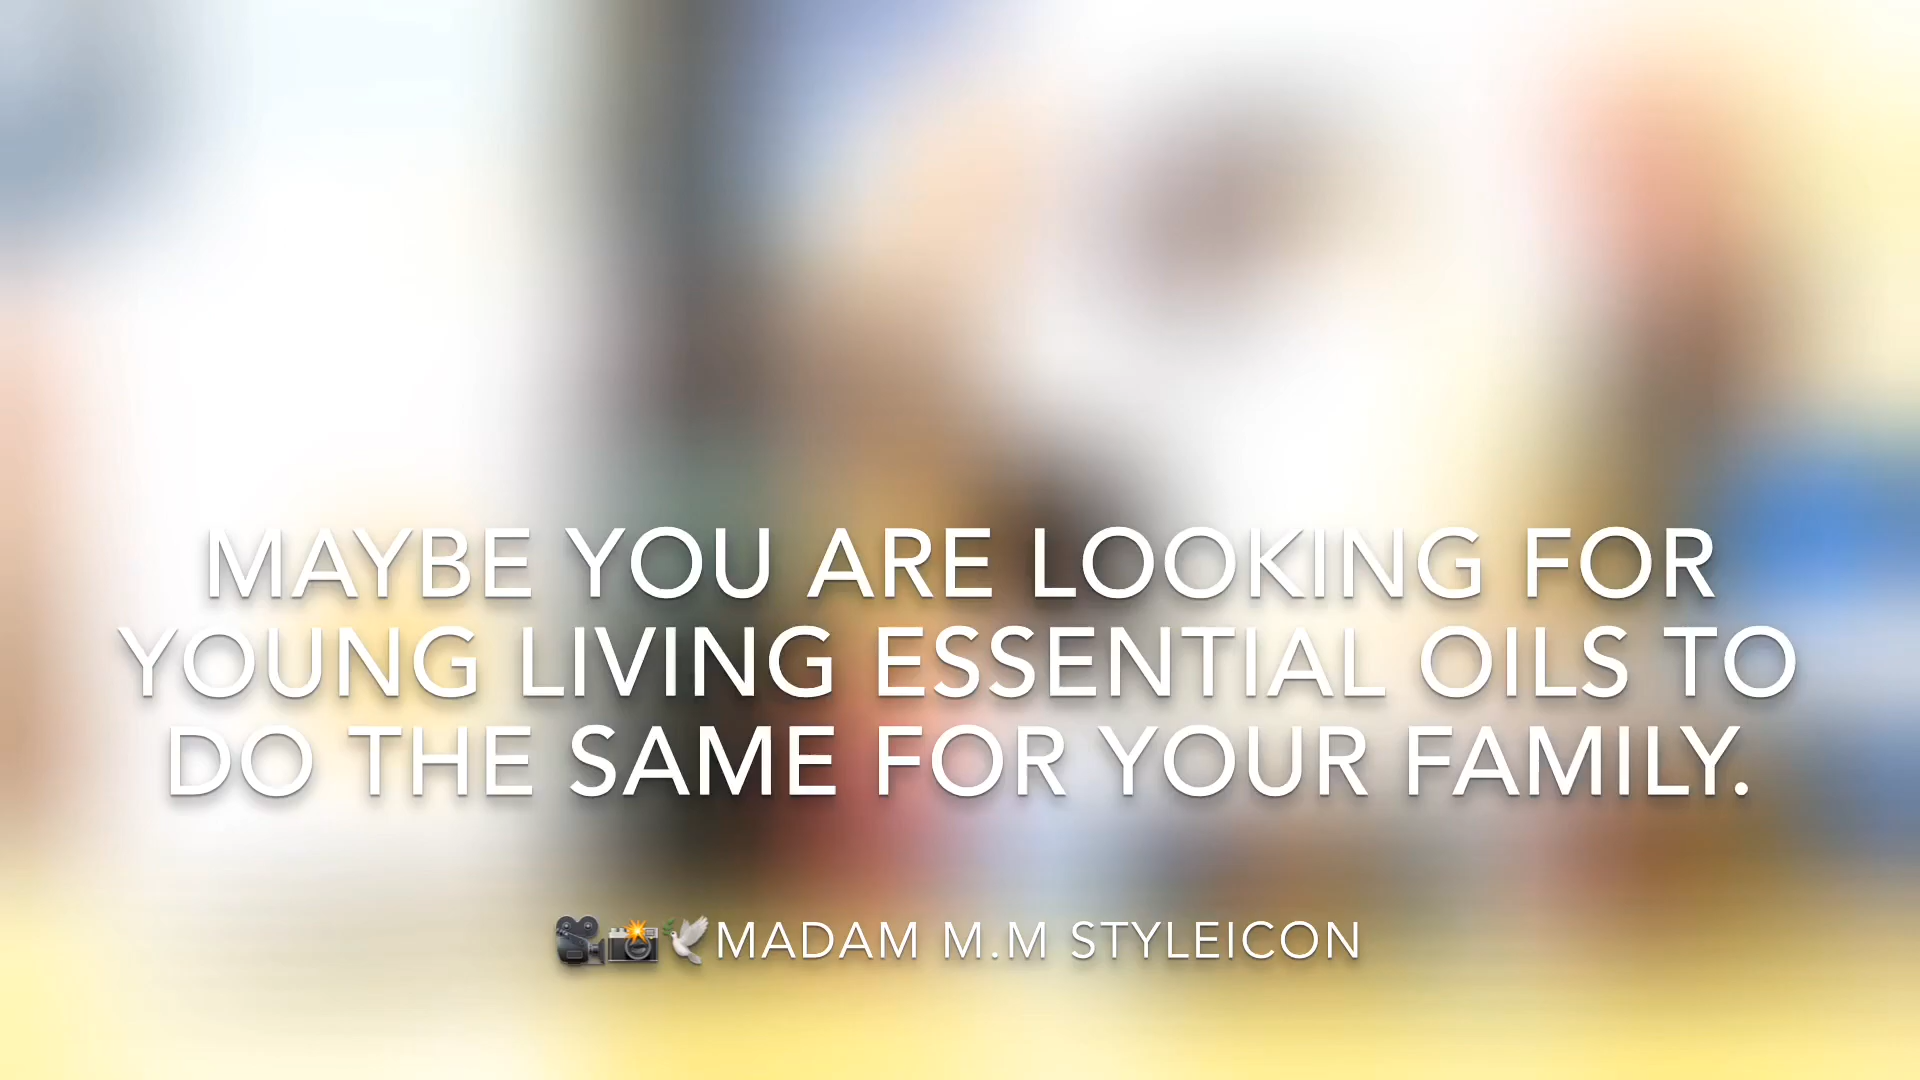 MAYBE YOU ARE LOOKING FOR
YOUNG LIVING ESSENTIAL OILS TO
DO THE SAME FOR YOUR FAMILY.
🎥📸🕊MADAM M.M STYLEICON